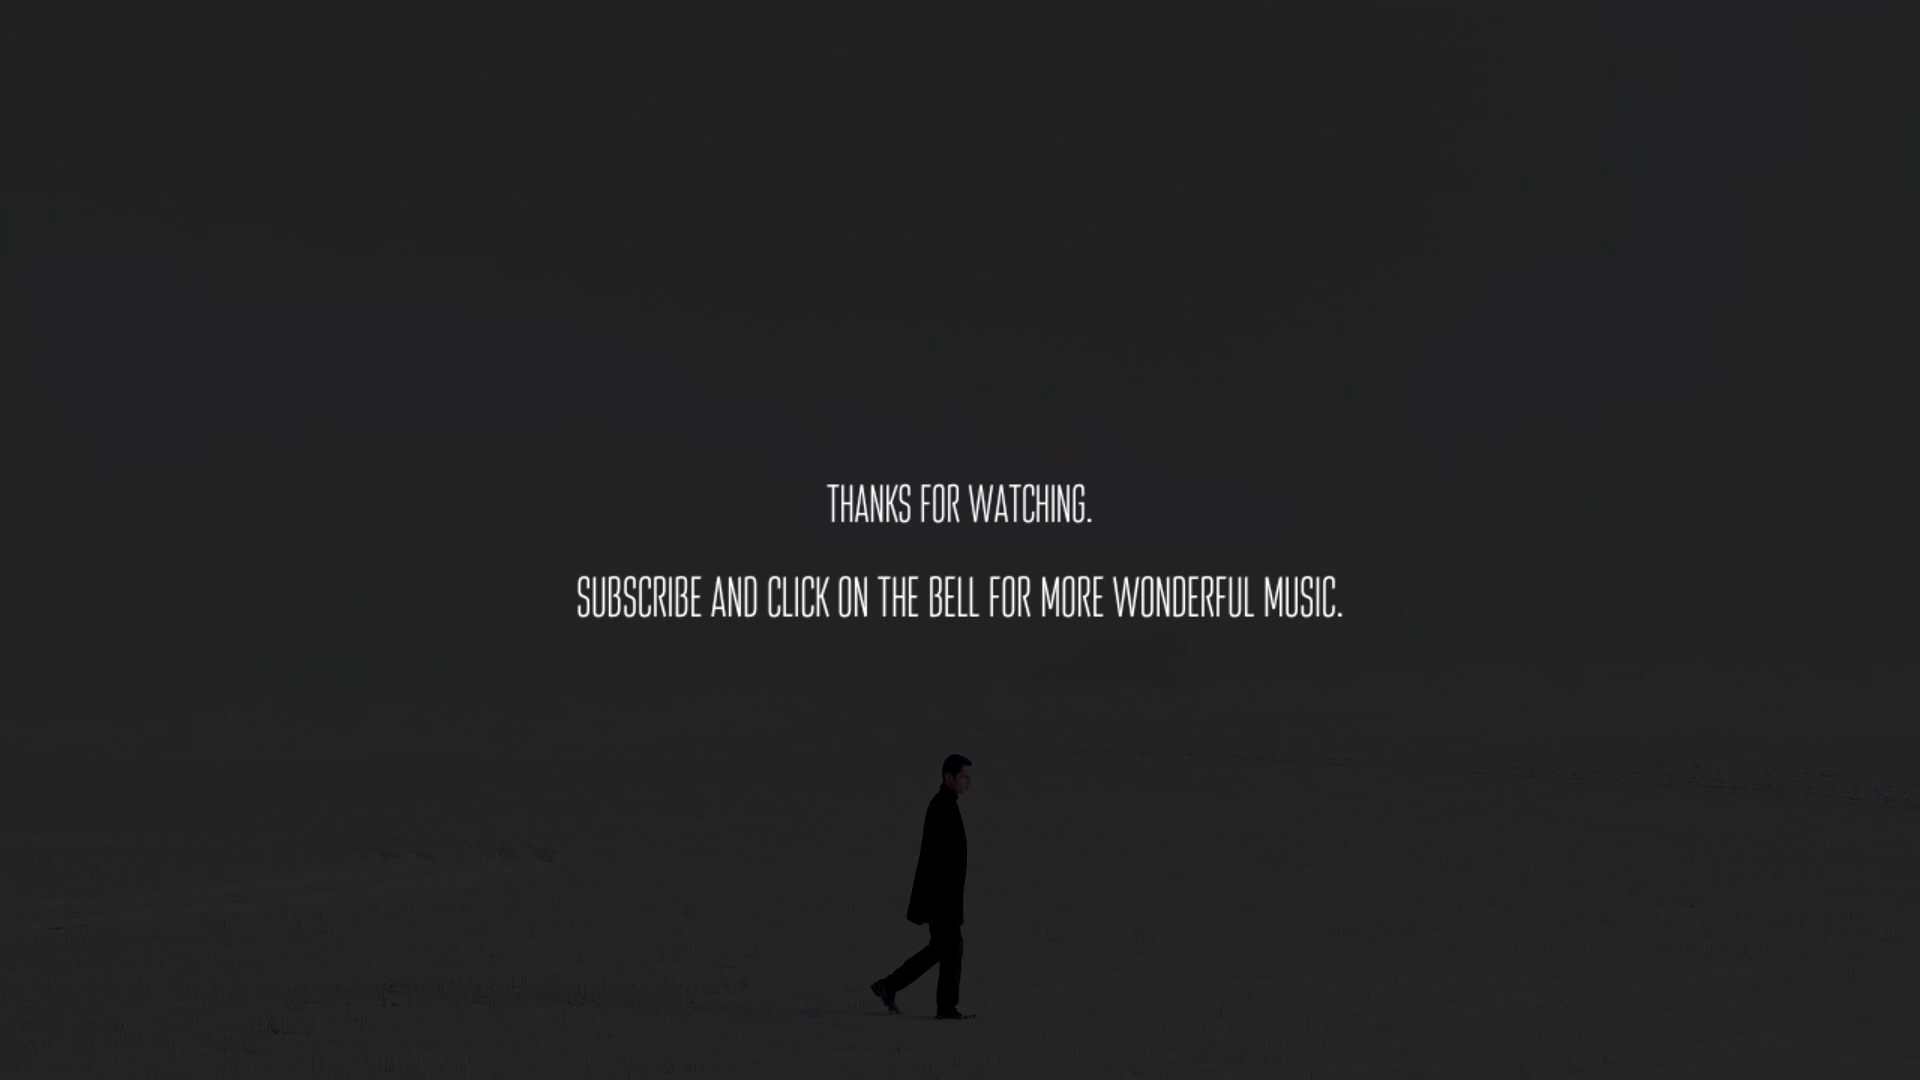 THANKS FOR WATCHING.
SUBSCRIBE AND CLICK ON THE BELL FOR MORE WONDERFUL MUSIC.